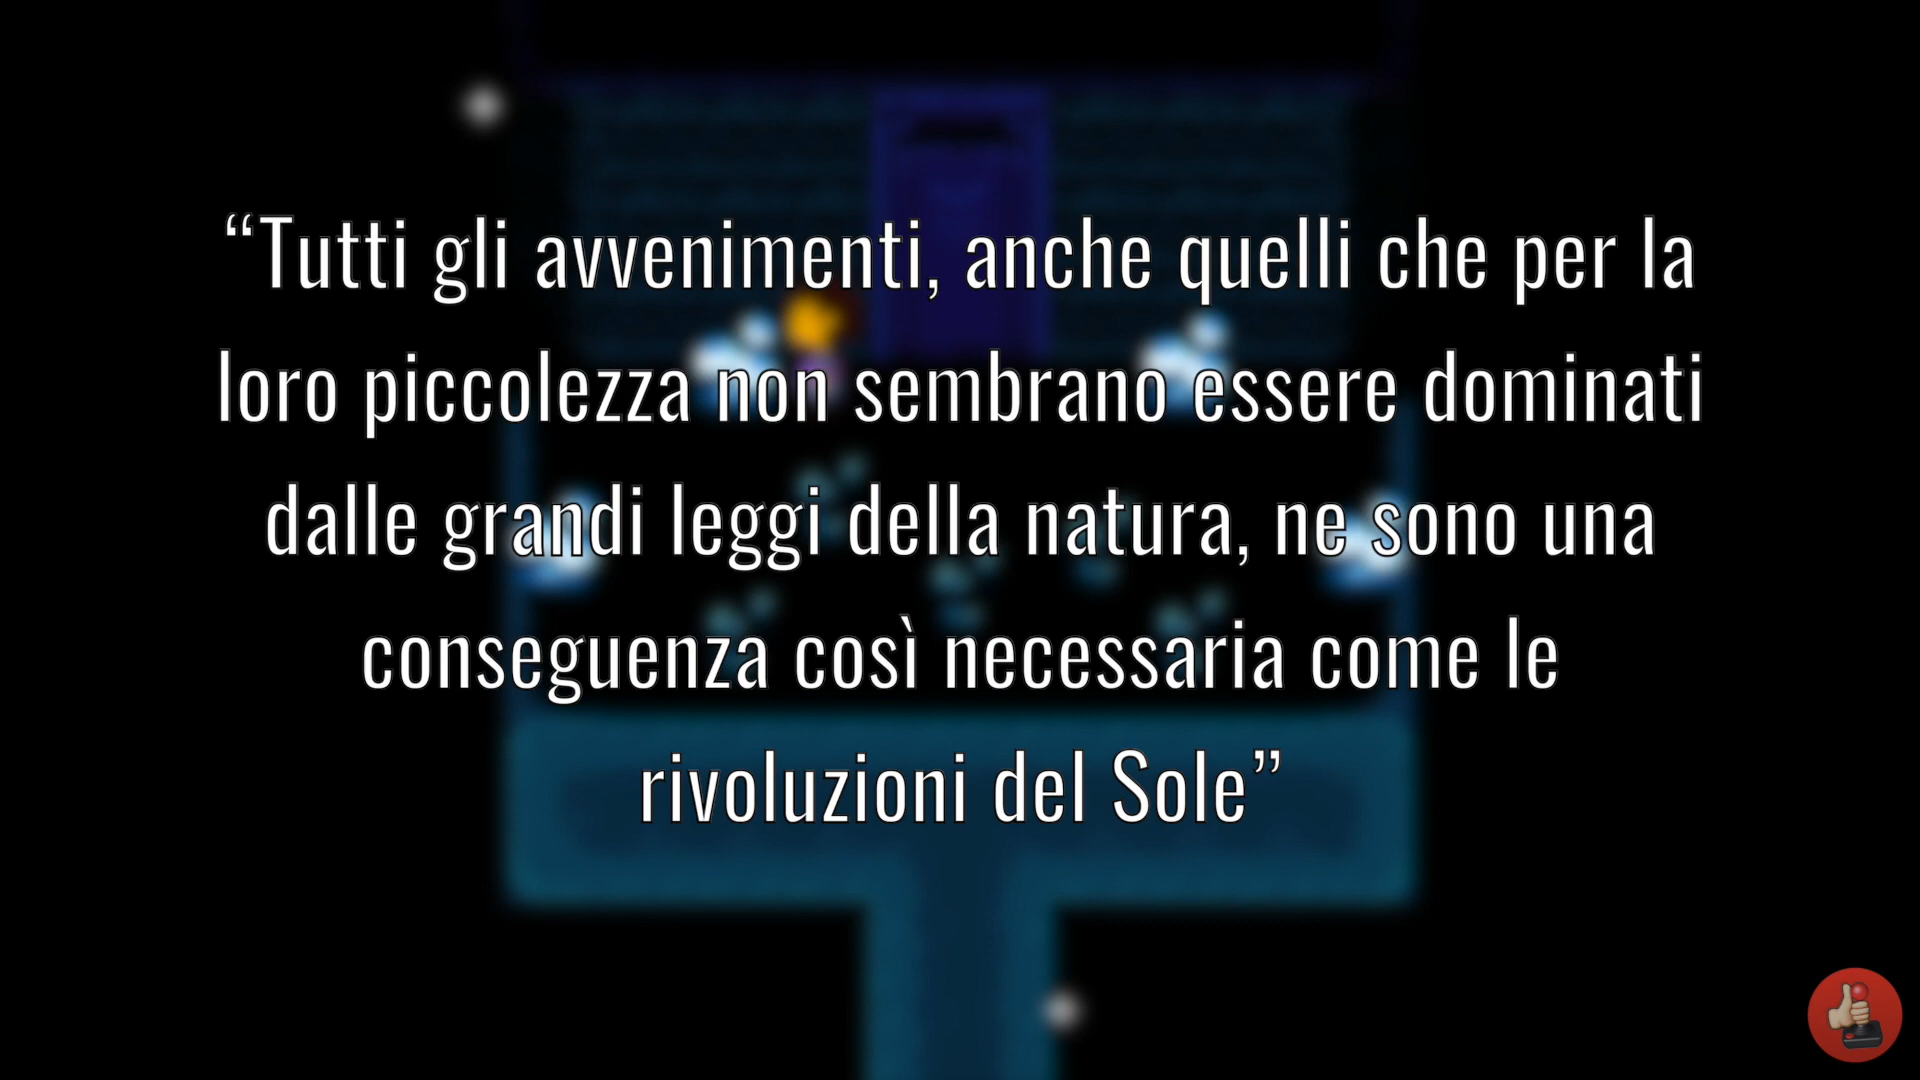 “Tutti gli avvenimenti, anche quelli che per la
loro piccolezza non sembrano essere dominati
dalle grandi leggi della natura, ne sono una
conseguenza così necessaria come le
rivoluzioni del Sole”